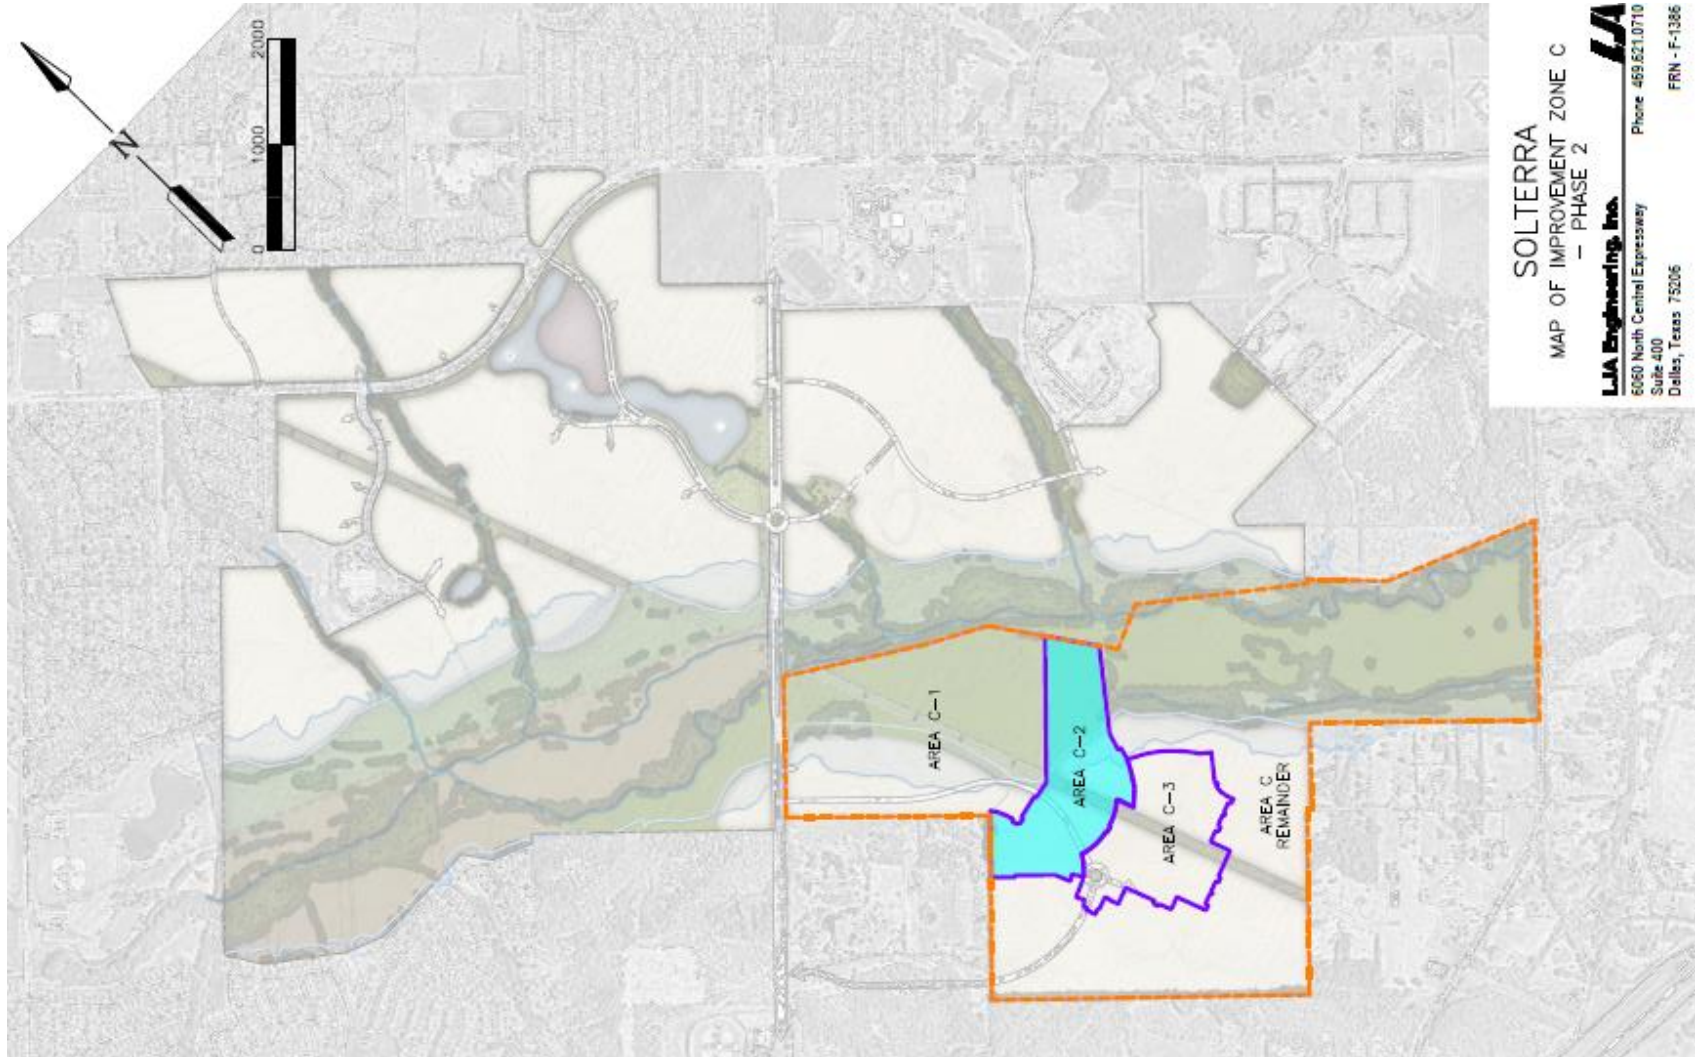 SOLTERRA
MAP OF IMPROVEMENT ZONE C
— PHASE 2
LJA
LJA Engineering, Inc.
6060 North Central Expressway
Phone 469.621.0710
Suite 400
Dallas, Texas 75206
FRN - F-1386
N
0
1000
2000
AREA C-1
AREA C-2
AREA C-3
AREA C
REMAINDER